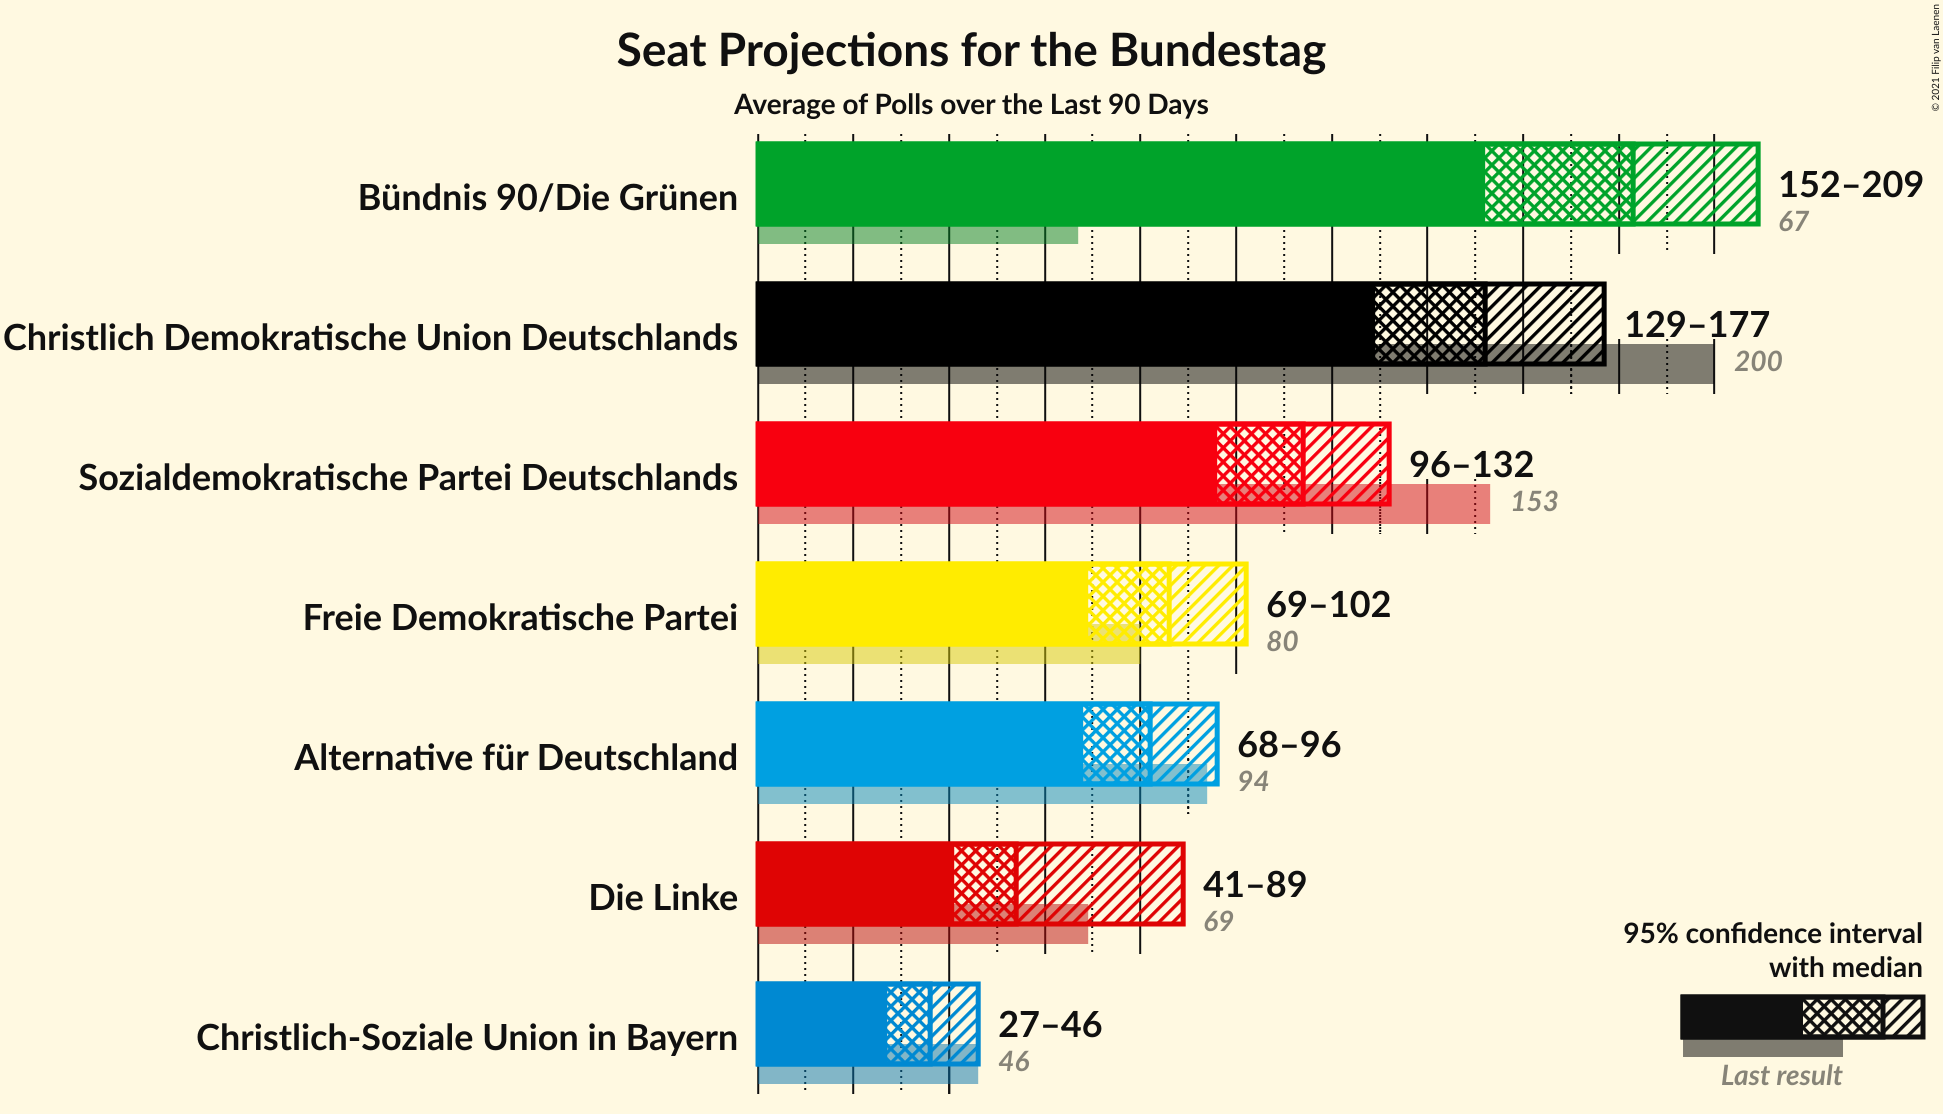 Seat Projections for the Bundestag
Average of Polls over the Last 90 Days
© 2021 Filip van Laenen
Bündnis 90/Die Grünen
152–209
67
Christlich Demokratische Union Deutschlands
129–177
200
Sozialdemokratische Partei Deutschlands
96–132
153
Freie Demokratische Partei
69–102
80
Alternative für Deutschland
68–96
94
Die Linke
41–89
69
Christlich-Soziale Union in Bayern
27–46
46
95% confidence interval
with median
Last result